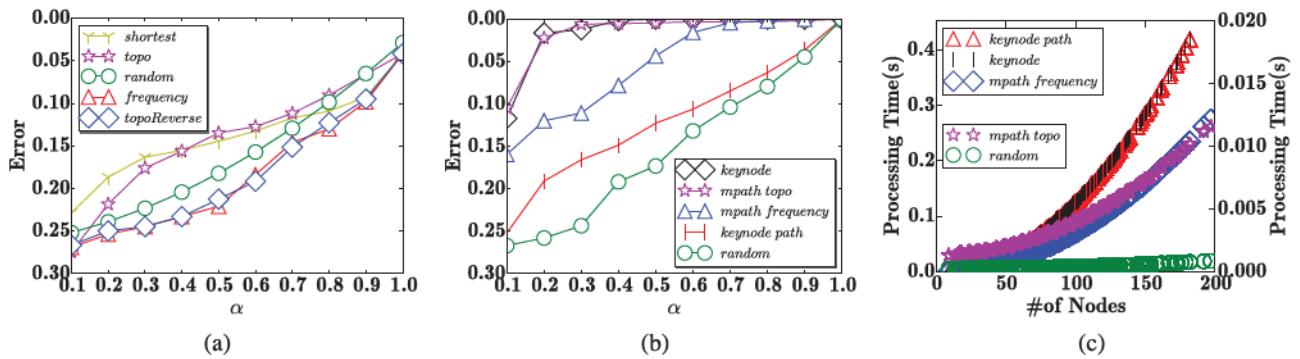 0.00
0.05
0.10
0.15
0.20
0.25
0.30
Error
0.1 0.2 0.3 0.4 0.5 0.6 0.7 0.8 0.9 1.0
α
shortest
topo
random
frequency
topoReverse
(a)
0.00
0.05
0.10
0.15
0.20
0.25
0.30
Error
0.1 0.2 0.3 0.4 0.5 0.6 0.7 0.8 0.9 1.0
α
keynode
mpath topo
mpath frequency
keynode path
random
(b)
Processing Time(s)
0.4
0.3
0.2
0.1
0.0
keynode path
keynode
mpath frequency
mpath topo
random
0.020
0.015
0.010
0.005
0.000
Processing Time(s)
0 50 100 150 200
#of Nodes
(c)